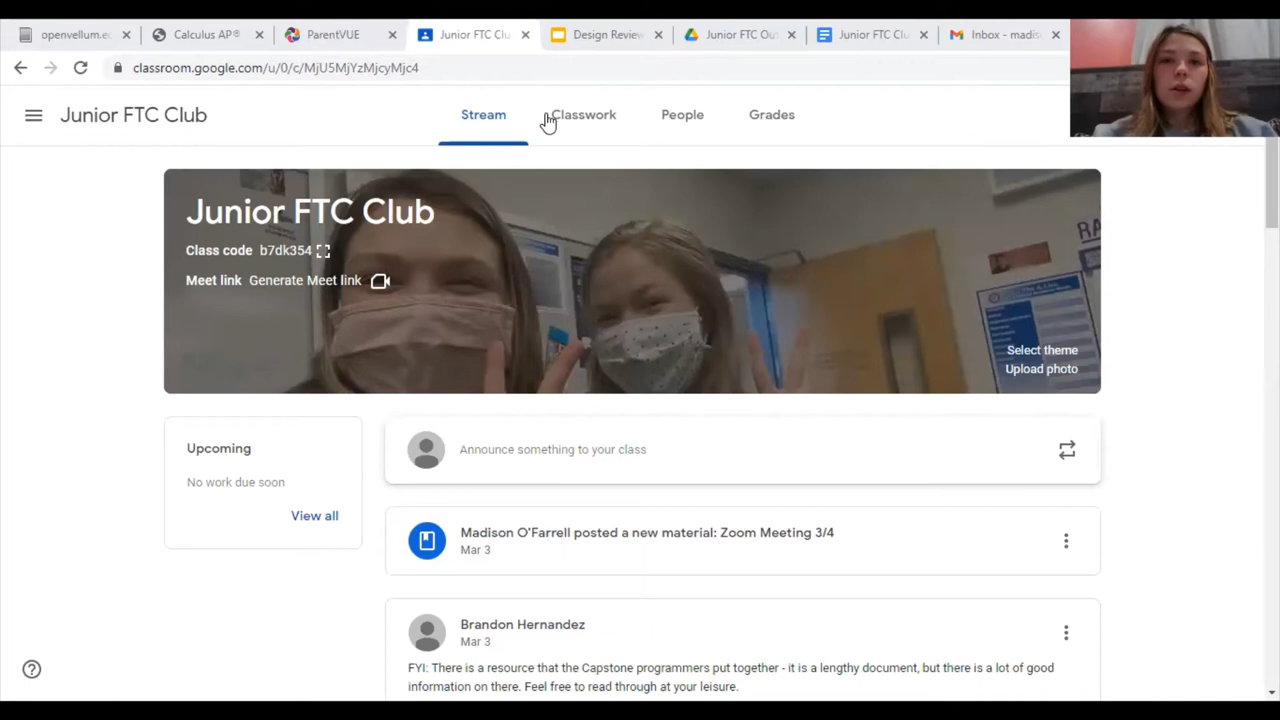 openvellum.ec
Calculus AP®
ParentVUE
Junior FTC Clu
Design Review
Junior FTC Ou
Junior FTC Clu
Inbox - madis
classroom.google.com/u/0/c/MjU5MjYzMjcyMjc4
Junior FTC Club
Stream
Classwork
People
Grades
Junior FTC Club
Class code b7dk354
Meet link Generate Meet link
Select theme
Upload photo
Upcoming
No work due soon
View all
Announce something to your class
Madison O'Farrell posted a new material: Zoom Meeting 3/4
Mar 3
Brandon Hernandez
Mar 3
FYI: There is a resource that the Capstone programmers put together - it is a lengthy document, but there is a lot of good
information on there. Feel free to read through at your leisure.